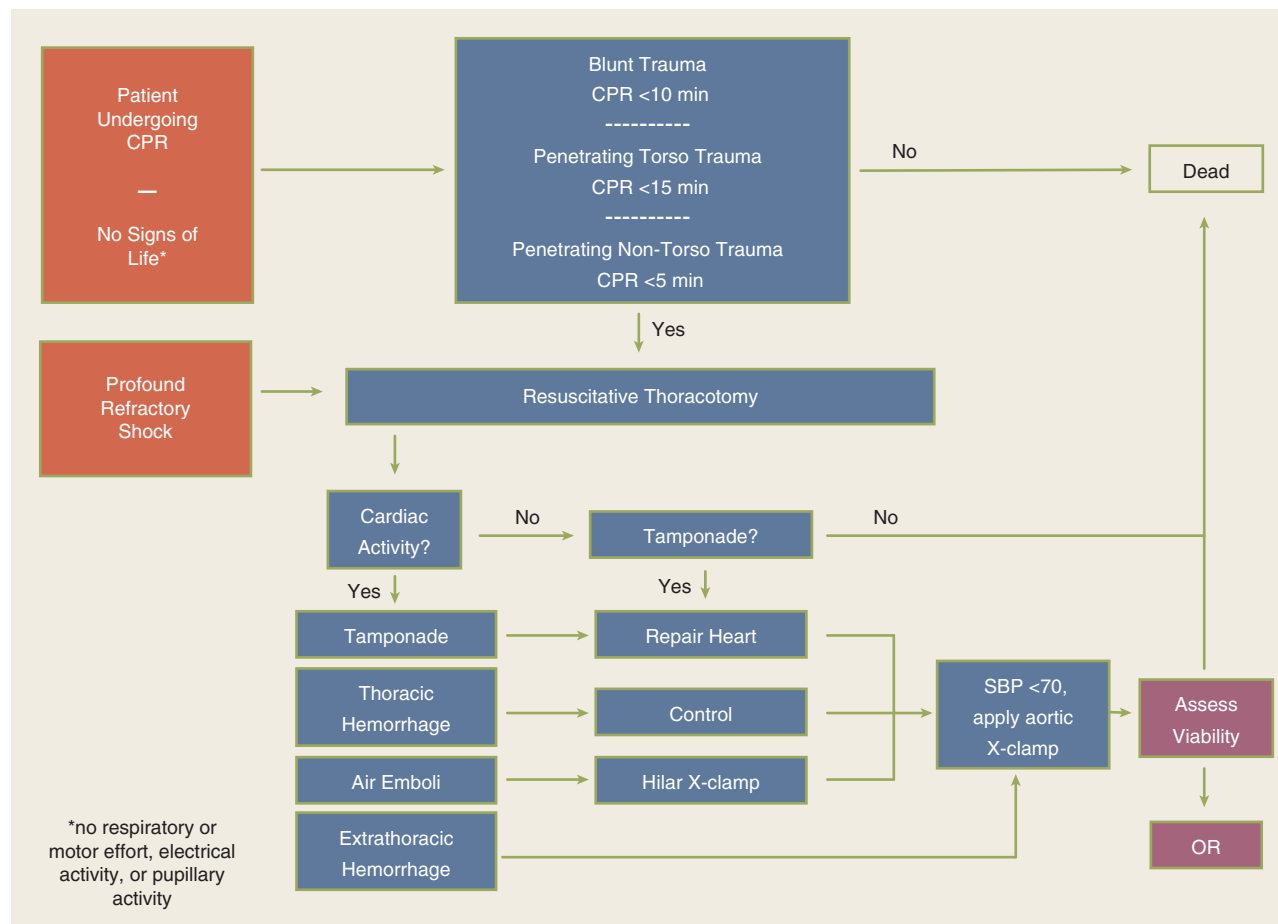 Patient
Undergoing
CPR
—
No Signs of
Life*
Blunt Trauma
CPR <10 min
----------
Penetrating Torso Trauma
CPR <15 min
----------
Penetrating Non-Torso Trauma
CPR <5 min
No
Dead
Yes
Profound
Refractory
Shock
Resuscitative Thoracotomy
Cardiac
Activity?
No
Tamponade?
No
Yes
Yes
Tamponade
Repair Heart
Thoracic
Hemorrhage
Control
SBP <70,
apply aortic
X-clamp
Assess
Viability
Air Emboli
Hilar X-clamp
Extrathoracic
Hemorrhage
OR
*no respiratory or
motor effort, electrical
activity, or pupillary
activity